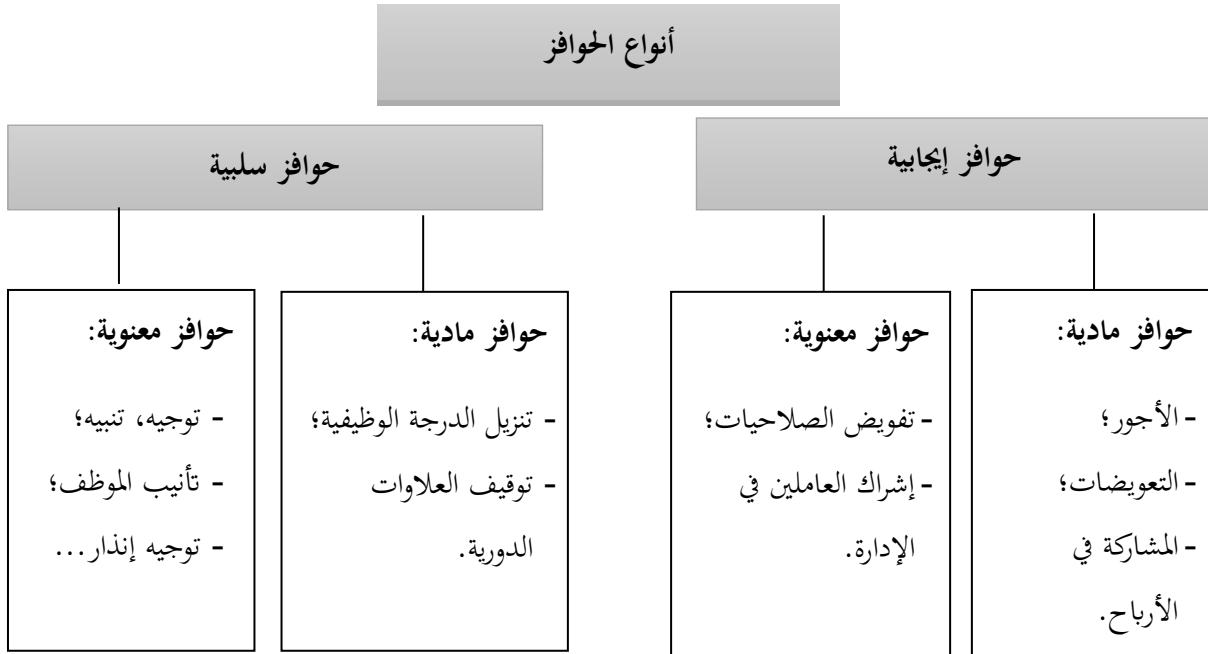 أنواع الحوافز
حوافز إيجابية
حوافز سلبية
حوافز مادية:
- الأجور؛
- التعويضات؛
- المشاركة في
الأرباح.
حوافز معنوية:
- تفويض الصلاحيات؛
- إشراك العاملين في
الإدارة.
حوافز مادية:
- تنزيل الدرجة الوظيفية؛
- توقيف العلاوات
الدورية.
حوافز معنوية:
- توجيه، تنبيه؛
- تأنيب الموظف؛
- توجيه إنذار...